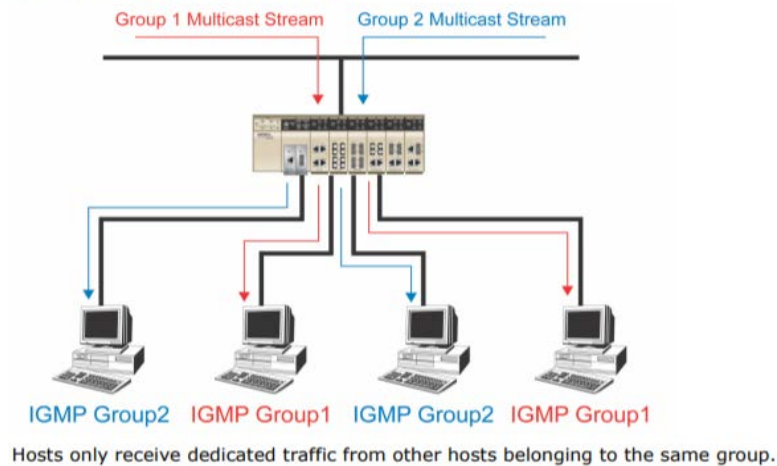 Group 1 Multicast Stream
Group 2 Multicast Stream
IGMP Group2
IGMP Group1
IGMP Group2
IGMP Group1
Hosts only receive dedicated traffic from other hosts belonging to the same group.